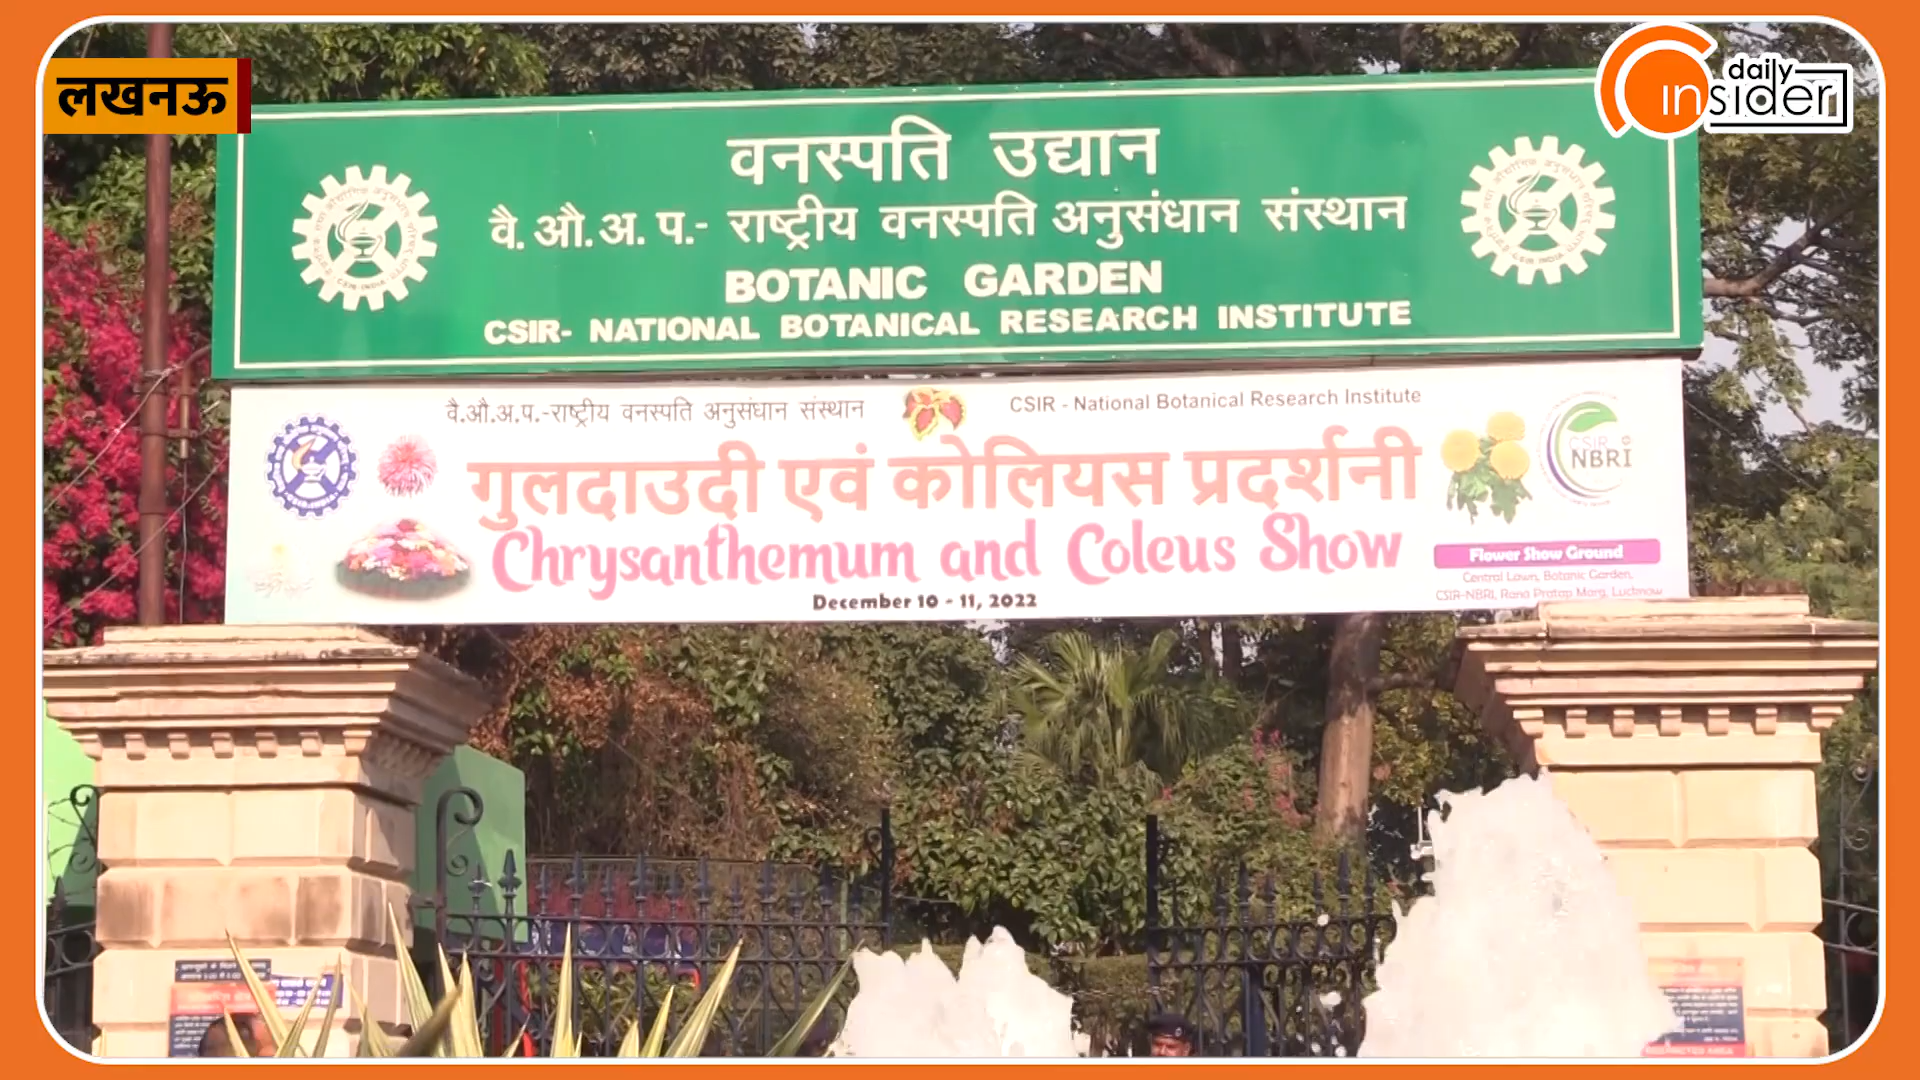 लखनऊ
daily
insider
वनस्पति उद्यान
वै. औ. अ. प.- राष्ट्रीय वनस्पति अनुसंधान संस्थान
BOTANIC GARDEN
CSIR- NATIONAL BOTANICAL RESEARCH INSTITUTE
वै.औ.अ.प.-राष्ट्रीय वनस्पति अनुसंधान संस्थान
CSIR - National Botanical Research Institute
गुलदाउदी एवं कोलियस प्रदर्शनी
Chrysanthemum and Coleus Show
December 10 - 11, 2022
CSIR
NBRI
Flower Show Ground
Central Lawn, Botanic Garden,
CSIR-NBRI, Rana Pratap Marg, Lucknow